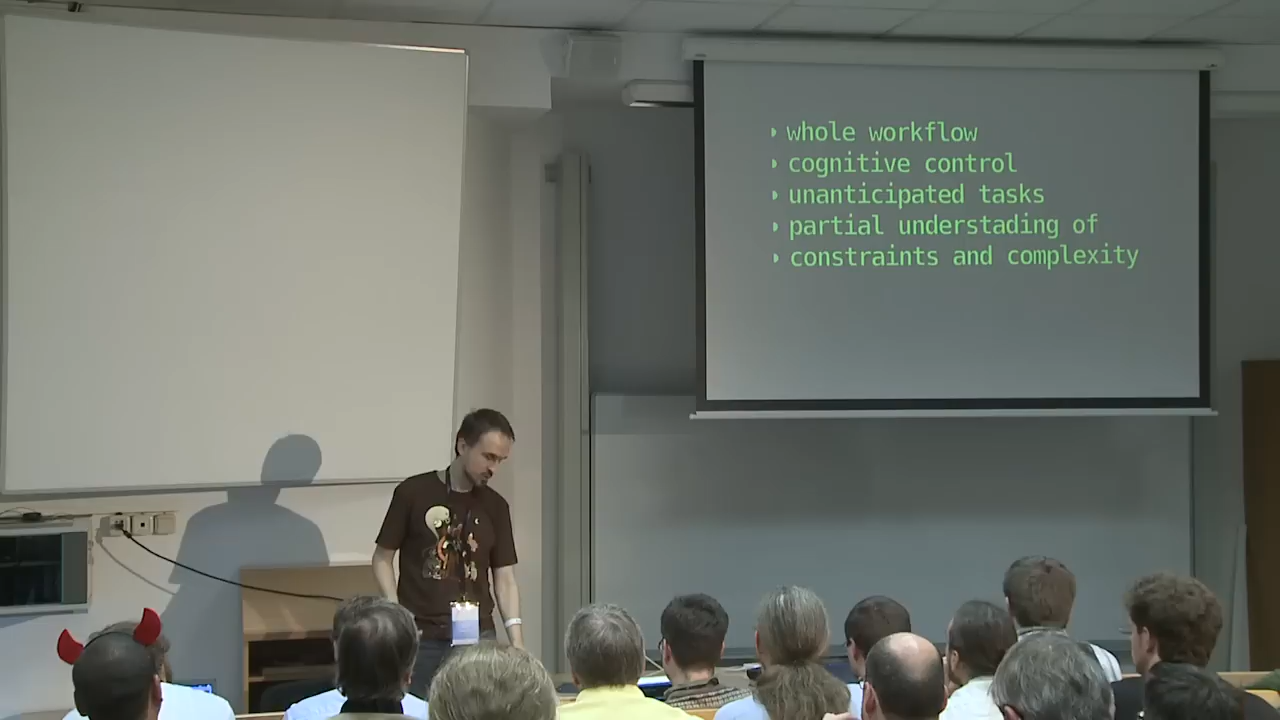 whole workflow
cognitive control
unanticipated tasks
partial understading of
constraints and complexity